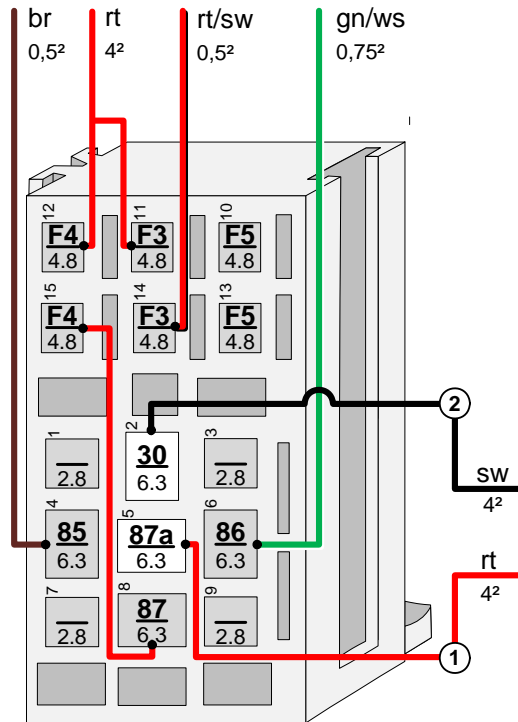 br rt rt/sw gn/ws
0,5² 4² 0,5² 0,75²
12 11 10
F4 F3 F5
4.8 4.8 4.8
15 14 13
F4 F3 F5
4.8 4.8 4.8
2
1 2 3
30
2.8 6.3 2.8
sw
4²
4 5 6
85 87a 86
6.3 6.3 6.3
rt
4²
7 8 9
87
2.8 6.3 2.8
1